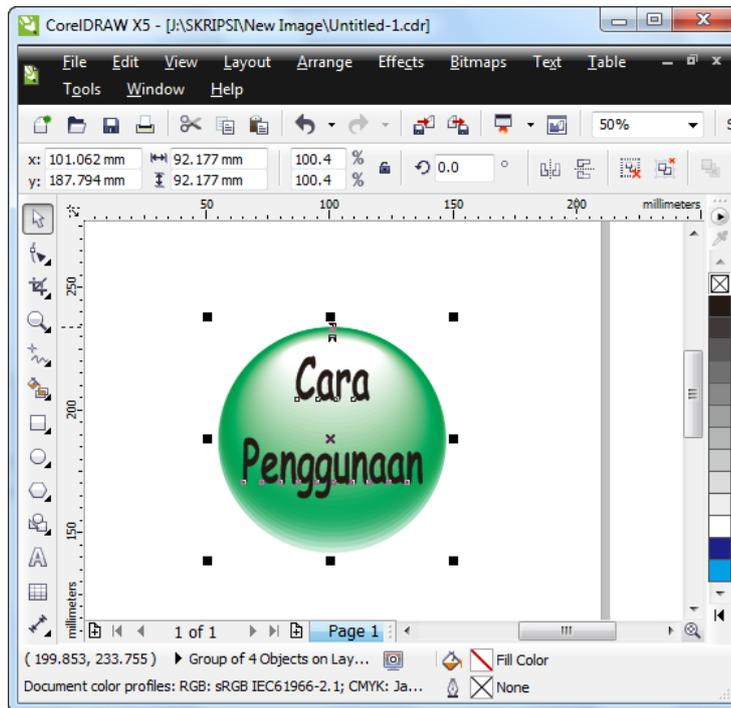 CorelDRAW X5 - [J:\SKRIPSI\New Image\Untitled-1.cdr]
File Edit View Layout Arrange Effects Bitmaps Text Table
Tools Window Help
50%
x: 101.062 mm 92.177 mm 100.4 % 0.0 °
y: 187.794 mm 92.177 mm 100.4 %
50 100 150 200 millimeters
250
200
150
millimeters
Cara
Penggunaan
1 of 1 Page 1
( 199.853, 233.755 ) Group of 4 Objects on Lay... Fill Color
Document color profiles: RGB: sRGB IEC61966-2.1; CMYK: Ja... None